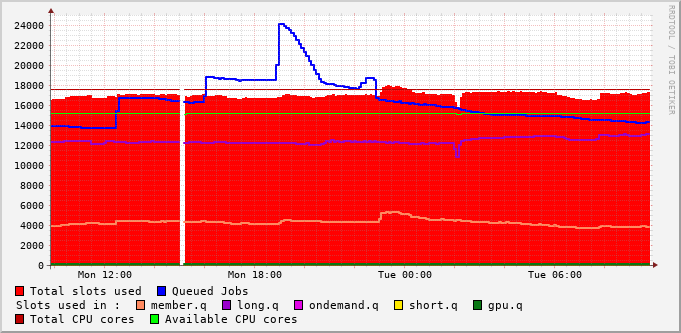 RRDTOOL / TOBI OETIKER
24000
22000
20000
18000
16000
14000
12000
10000
8000
6000
4000
2000
0
Mon 12:00 Mon 18:00 Tue 00:00 Tue 06:00
Total slots used Queued Jobs
Slots used in : member.q long.q ondemand.q short.q gpu.q
Total CPU cores Available CPU cores